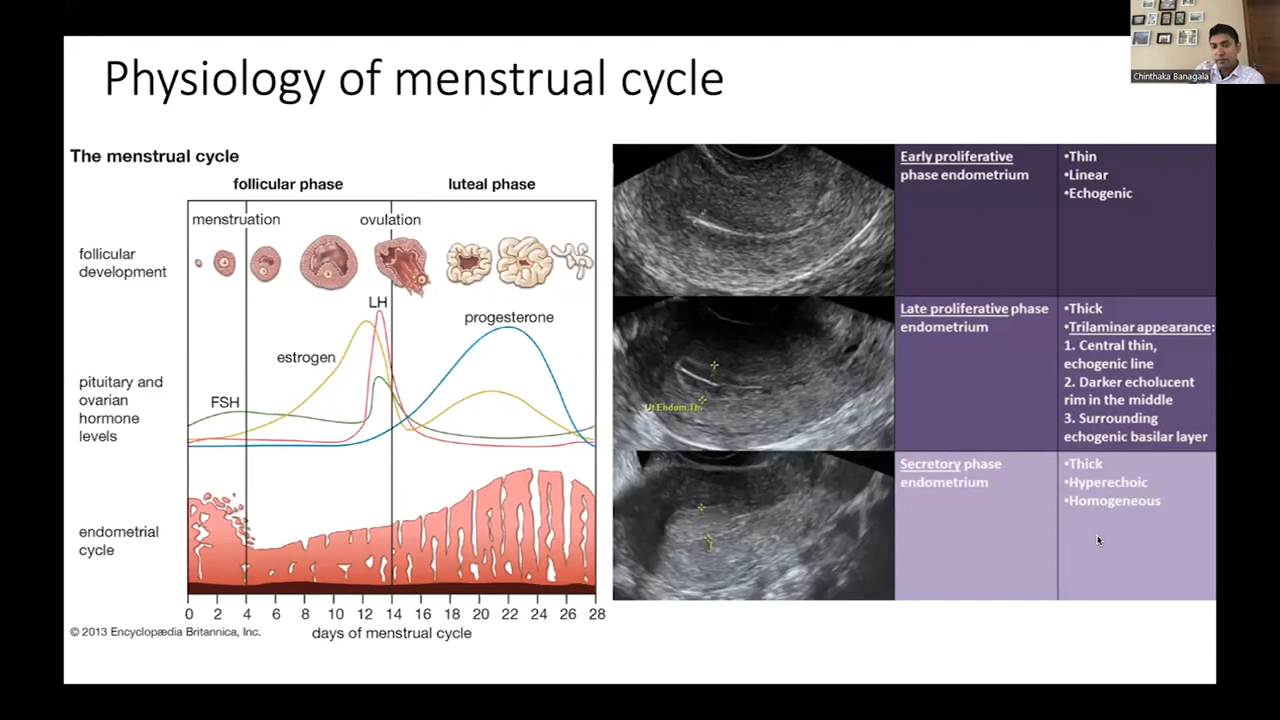 Physiology of menstrual cycle
Chinthaka Banagala
The menstrual cycle
follicular phase
luteal phase
menstruation
ovulation
follicular
development
LH
progesterone
estrogen
FSH
pituitary and
ovarian
hormone
levels
endometrial
cycle
0 2 4 6 8 10 12 14 16 18 20 22 24 26 28
days of menstrual cycle
© 2013 Encyclopædia Britannica, Inc.
Ut Endom.Th.
Early proliferative
phase endometrium
•Thin
•Linear
•Echogenic
Late proliferative phase
endometrium
•Thick
•Trilaminar appearance:
1. Central thin,
echogenic line
2. Darker echolucent
rim in the middle
3. Surrounding
echogenic basilar layer
Secretory phase
endometrium
•Thick
•Hyperechoic
•Homogeneous